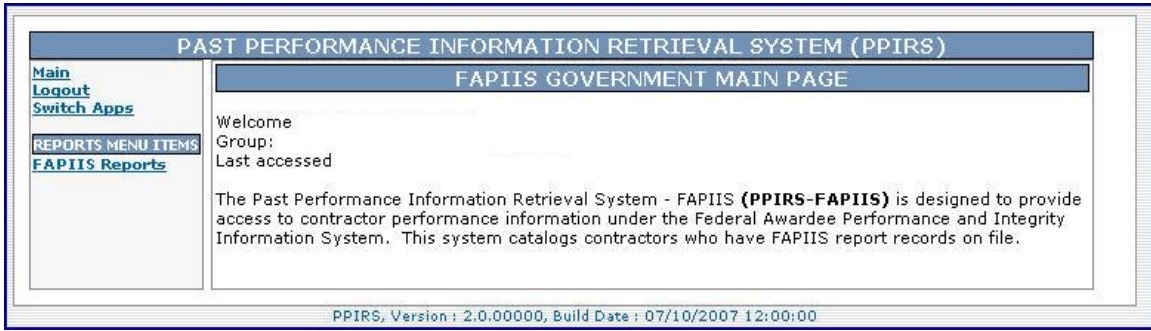 PAST PERFORMANCE INFORMATION RETRIEVAL SYSTEM (PPIRS)
Main
Logout
Switch Apps
REPORTS MENU ITEMS
FAPIIS Reports
FAPIIS GOVERNMENT MAIN PAGE
Welcome
Group:
Last accessed
The Past Performance Information Retrieval System - FAPIIS (PPIRS-FAPIIS) is designed to provide
access to contractor performance information under the Federal Awardee Performance and Integrity
Information System. This system catalogs contractors who have FAPIIS report records on file.
PPIRS, Version : 2.0.00000, Build Date : 07/10/2007 12:00:00